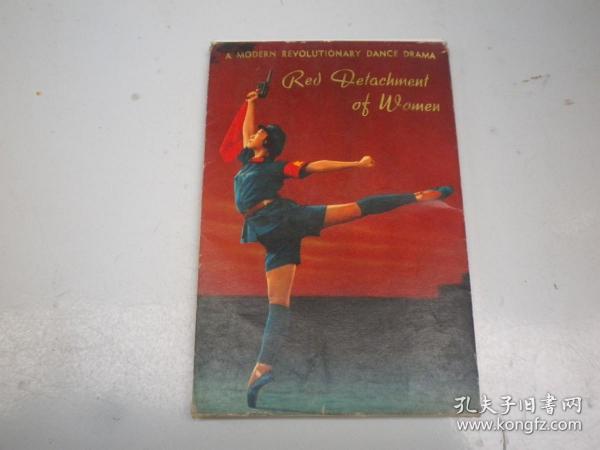 A MODERN REVOLUTIONARY DANCE DRAMA
Red Detachment
of Women
孔夫子旧书网
www.kongfz.com